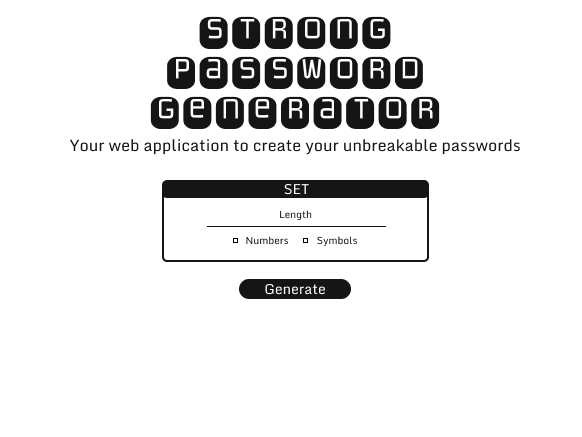 STRONG
PaSSWORD
GeneRaTOR
Your web application to create your unbreakable passwords
SET
Length
Numbers Symbols
Generate